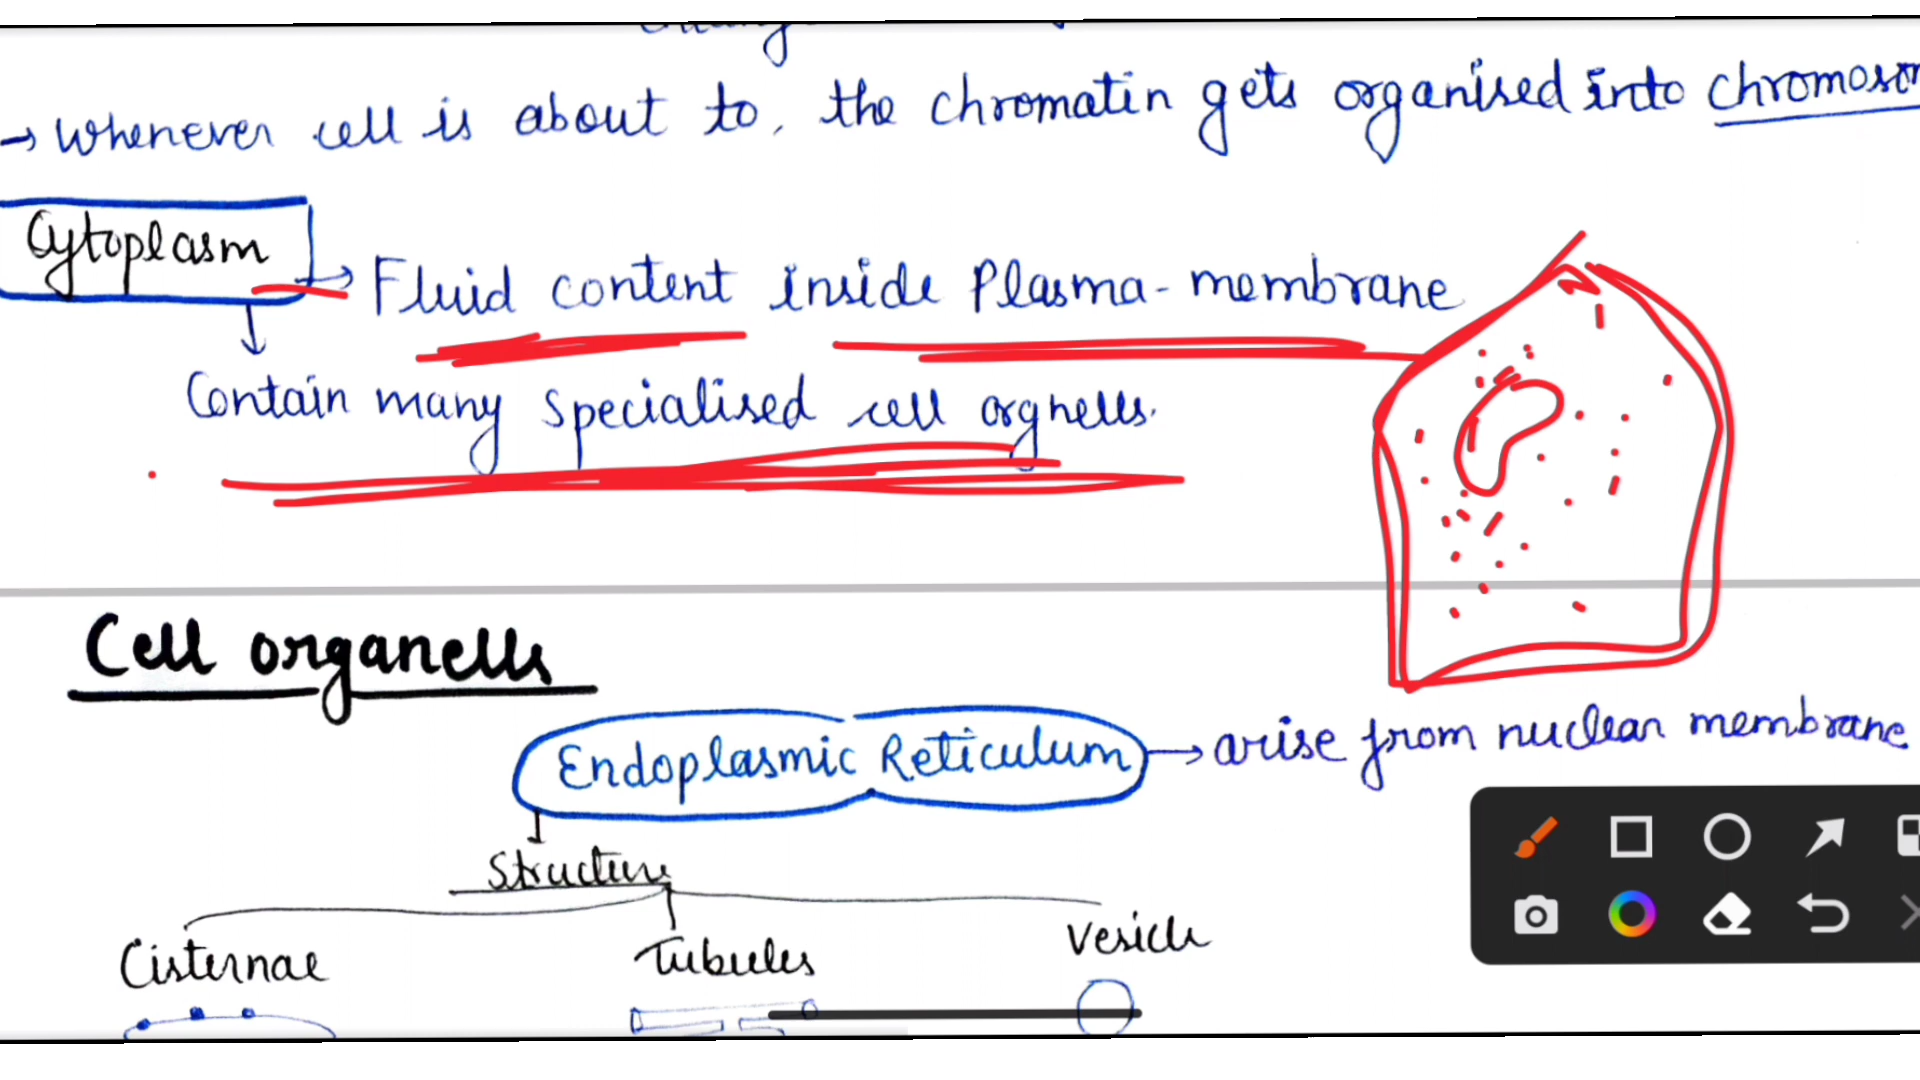 → Whenever cell is about to, the chromatin gets organised into
Cytoplasm
→ Fluid content inside Plasma-membrane
Contain many specialised cell orgnells.
Cell organells
Endoplasmic Reticulum → arise from nuclear membrane
Structure
Cisternae Tubules Vesicle